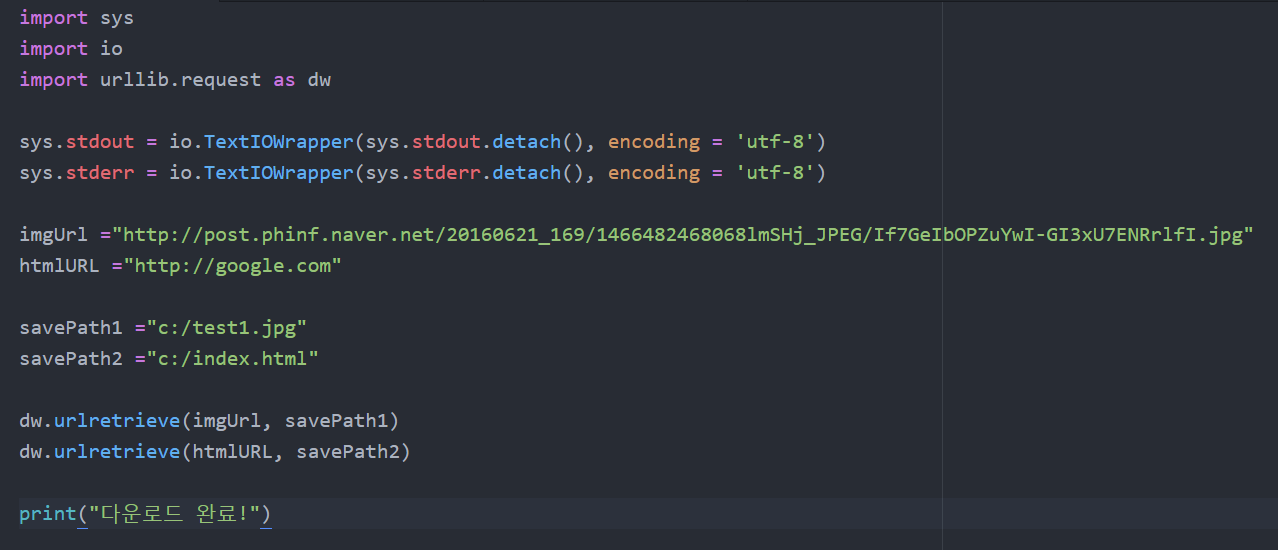 import sys
import io
import urllib.request as dw
sys.stdout = io.TextIOWrapper(sys.stdout.detach(), encoding = 'utf-8')
sys.stderr = io.TextIOWrapper(sys.stderr.detach(), encoding = 'utf-8')
imgUrl ="http://post.phinf.naver.net/20160621_169/1466482468068lmSHj_JPEG/If7GeIbOPZuYwI-GI3xU7ENRrlfI.jpg"
htmlURL ="http://google.com"
savePath1 ="c:/test1.jpg"
savePath2 ="c:/index.html"
dw.urlretrieve(imgUrl, savePath1)
dw.urlretrieve(htmlURL, savePath2)
print("다운로드 완료!")